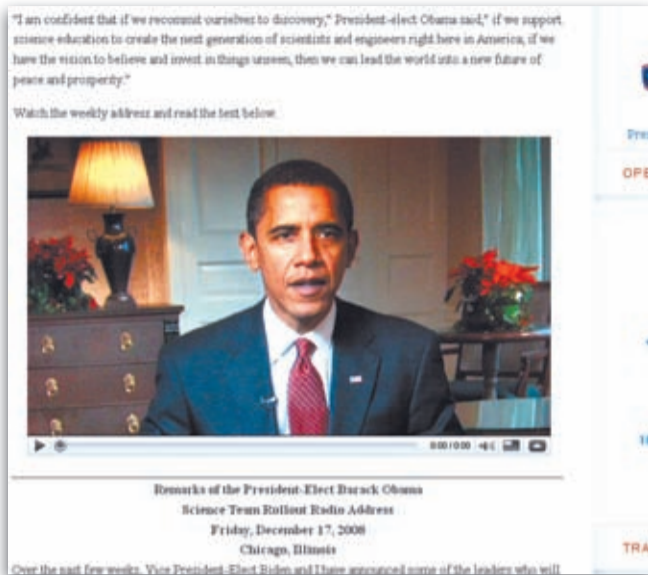 "I am confident that if we recommit ourselves to discovery," President-elect Obama said," if we support
science education to create the next generation of scientists and engineers right here in America, if we
have the vision to believe and invest in things unseen, then we can lead the world into a new future of
peace and prosperity."
Watch the weekly address and read the text below.
0:00 / 0:00
Remarks of the President-Elect Barack Obama
Science Team Rollout Radio Address
Friday, December 17, 2008
Chicago, Illinois
Over the past few weeks, Vice President-Elect Biden and I have announced some of the leaders who will
Pre
OPE
TRA